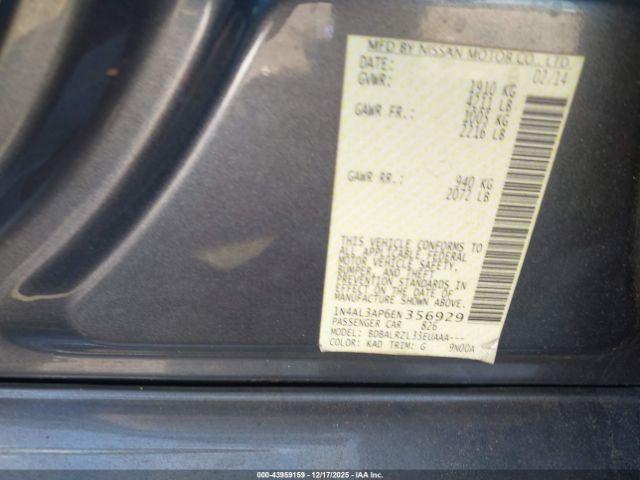 MFD BY NISSAN MOTOR CO., LTD.
DATE: 02/14
GVWR: 1910 KG
4211 LB
GAWR FR.: 1005 KG
2216 LB
GAWR RR.: 940 KG
2072 LB
THIS VEHICLE CONFORMS TO
ALL APPLICABLE FEDERAL
MOTOR VEHICLE SAFETY,
BUMPER, AND THEFT
PREVENTION STANDARDS IN
EFFECT ON THE DATE OF
MANUFACTURE SHOWN ABOVE.
1N4AL3AP6EN 356929
PASSENGER CAR 826
MODEL: BDBALRZL33EUAAA---
COLOR: KAD TRIM: G 9N00A
000-43959159 | 12/17/2025 - IAA Inc.